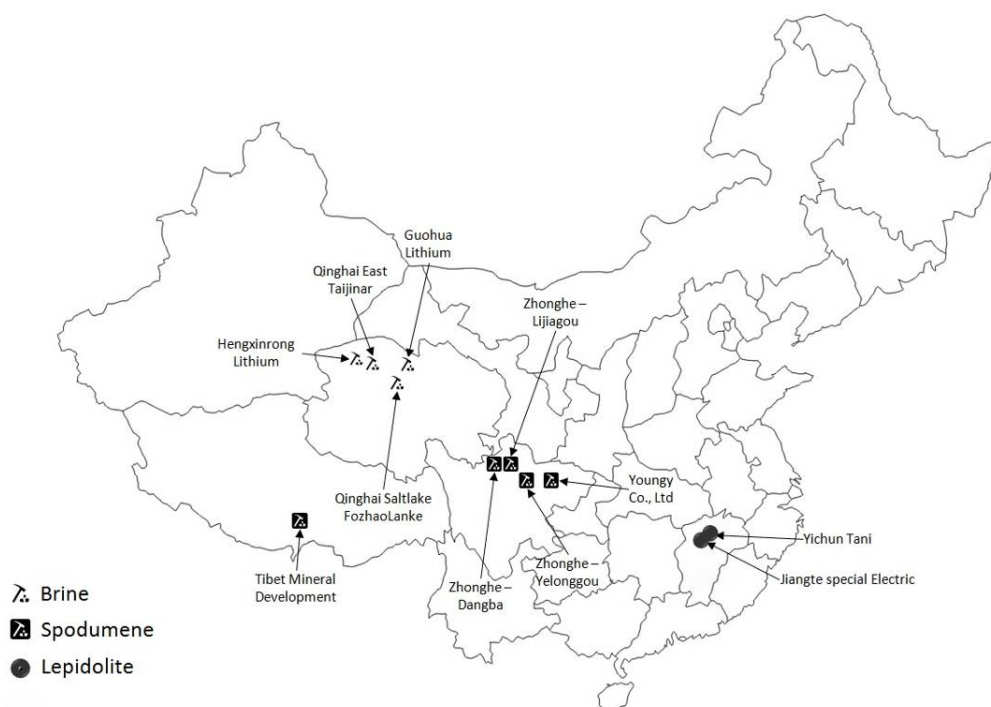 Guohua
Lithium
Qinghai East
Taijinar
Zhonghe –
Lijiagou
Hengxinrong
Lithium
Qinghai Saltlake
FozhaoLanke
Youngy
Co., Ltd
Yichun Tani
Tibet Mineral
Development
Zhonghe –
Dangba
Zhonghe –
Yelonggou
Jiangte special Electric
Brine
Spodumene
Lepidolite